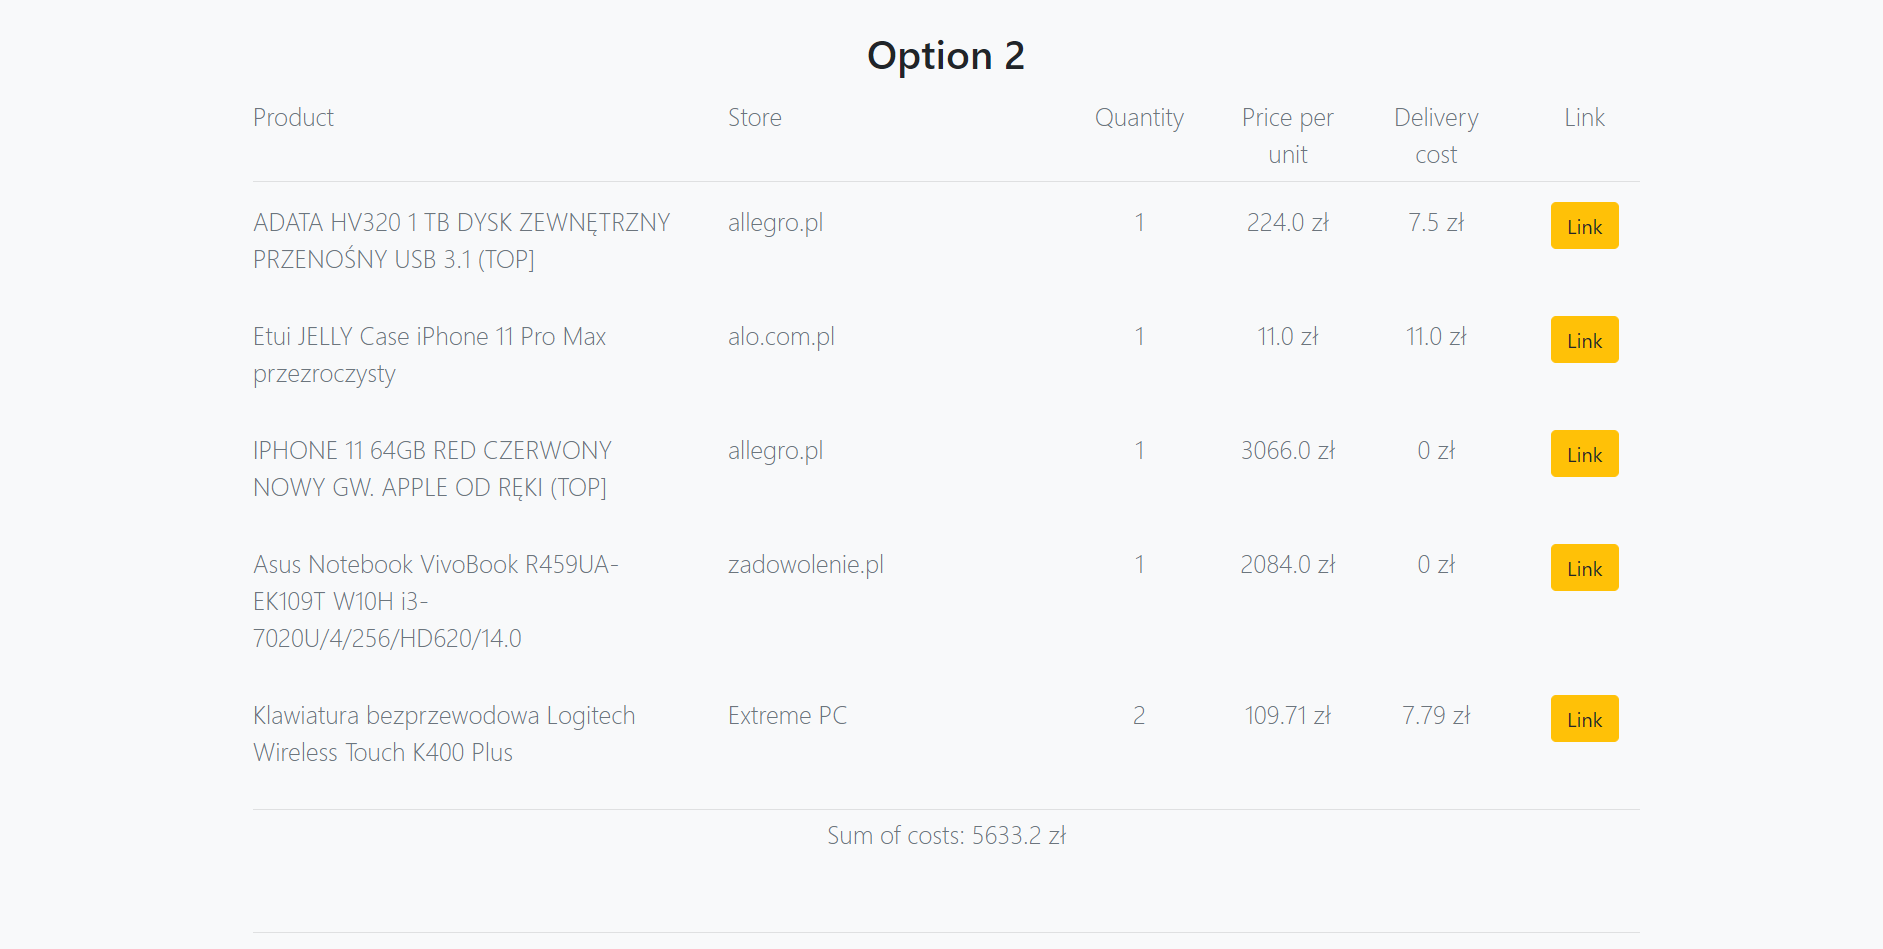 Option 2
Product Store Quantity Price per unit Delivery cost Link
ADATA HV320 1 TB DYSK ZEWNĘTRZNY allegro.pl 1 224.0 zł 7.5 zł Link
PRZENOŚNY USB 3.1 (TOP]
Etui JELLY Case iPhone 11 Pro Max alo.com.pl 1 11.0 zł 11.0 zł Link
przezroczysty
IPHONE 11 64GB RED CZERWONY allegro.pl 1 3066.0 zł 0 zł Link
NOWY GW. APPLE OD RĘKI (TOP]
Asus Notebook VivoBook R459UA- zadowolenie.pl 1 2084.0 zł 0 zł Link
EK109T W10H i3-
7020U/4/256/HD620/14.0
Klawiatura bezprzewodowa Logitech Extreme PC 2 109.71 zł 7.79 zł Link
Wireless Touch K400 Plus
Sum of costs: 5633.2 zł